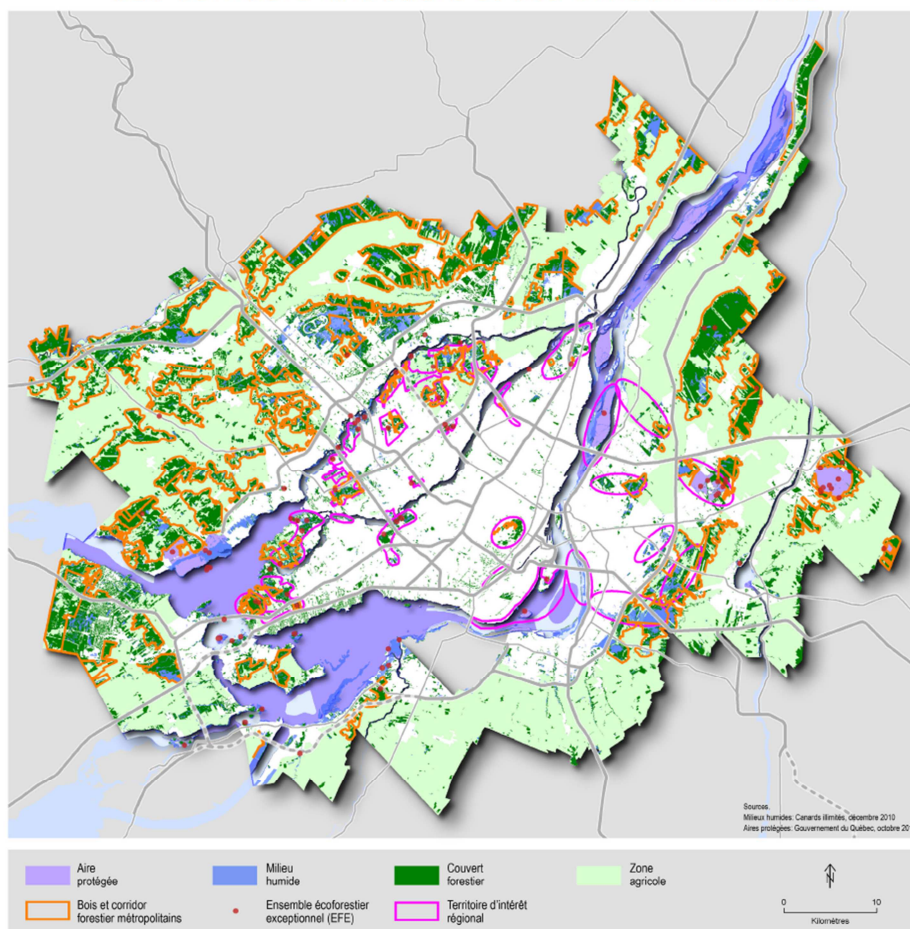 Sources:
Milieux humides: Canards illimités, décembre 2010
Aires protégées: Gouvernement du Québec, octobre
Aire
protégée
Milieu
humide
Couvert
forestier
Zone
agricole
Bois et corridor
forestier métropolitains
Ensemble écoforestier
exceptionnel (EFE)
Territoire d'intérêt
régional
N
0
10
Kilomètres